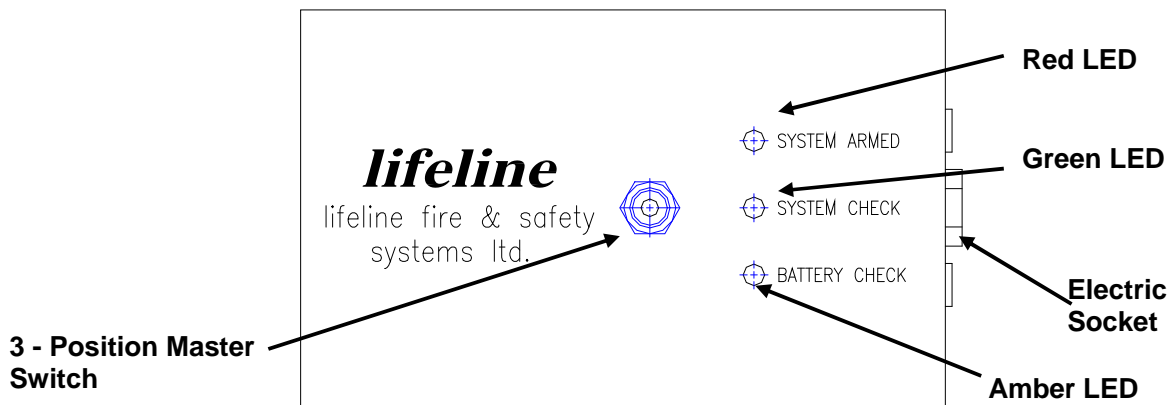 Red LED
SYSTEM ARMED
lifeline
Green LED
lifeline fire & safety
systems ltd.
SYSTEM CHECK
BATTERY CHECK
Electric
Socket
3 - Position Master
Switch
Amber LED